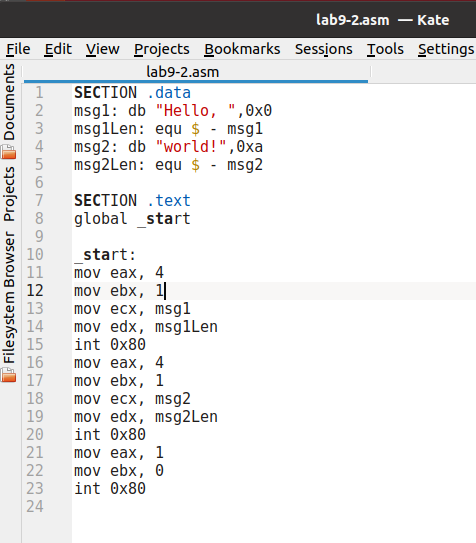 lab9-2.asm — Kate
File Edit View Projects Bookmarks Sessions Tools Settings
Documents
Projects
Filesystem Browser
lab9-2.asm
1 SECTION .data
2 msg1: db "Hello, ",0x0
3 msg1Len: equ $ - msg1
4 msg2: db "world!",0xa
5 msg2Len: equ $ - msg2
6
7 SECTION .text
8 global _start
9
10 _start:
11 mov eax, 4
12 mov ebx, 1
13 mov ecx, msg1
14 mov edx, msg1Len
15 int 0x80
16 mov eax, 4
17 mov ebx, 1
18 mov ecx, msg2
19 mov edx, msg2Len
20 int 0x80
21 mov eax, 1
22 mov ebx, 0
23 int 0x80
24